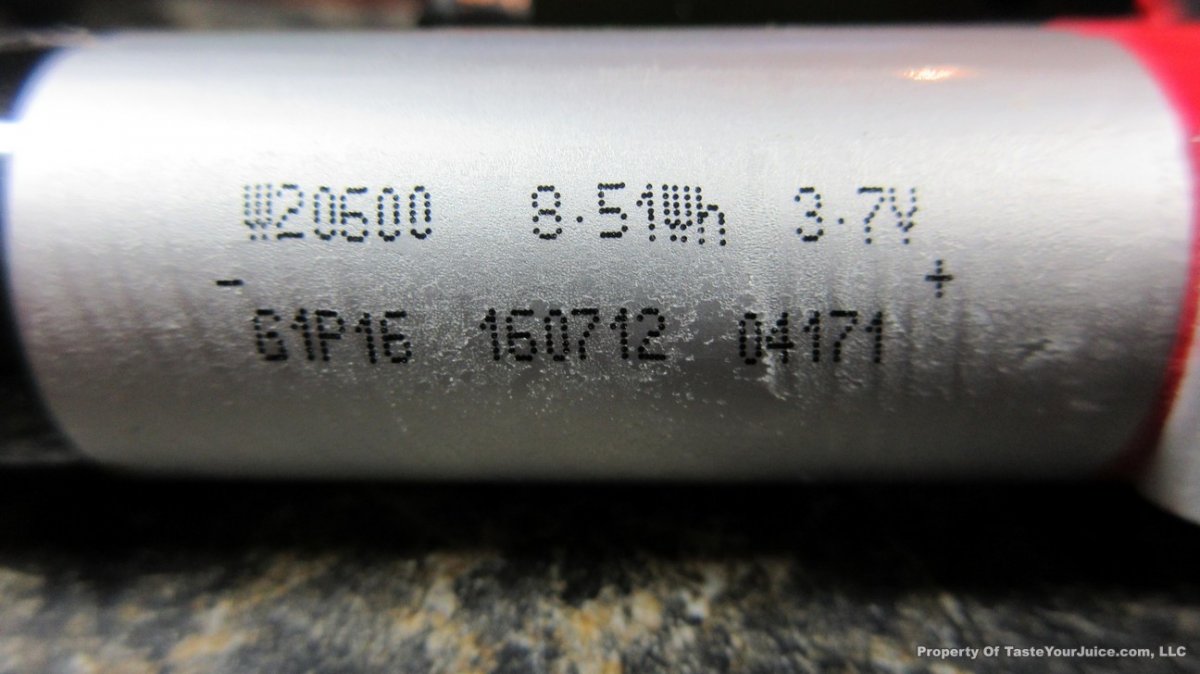 W20600 8.51Wh 3.7V
- +
G1P16 160712 04171
Property Of TasteYourJuice.com, LLC